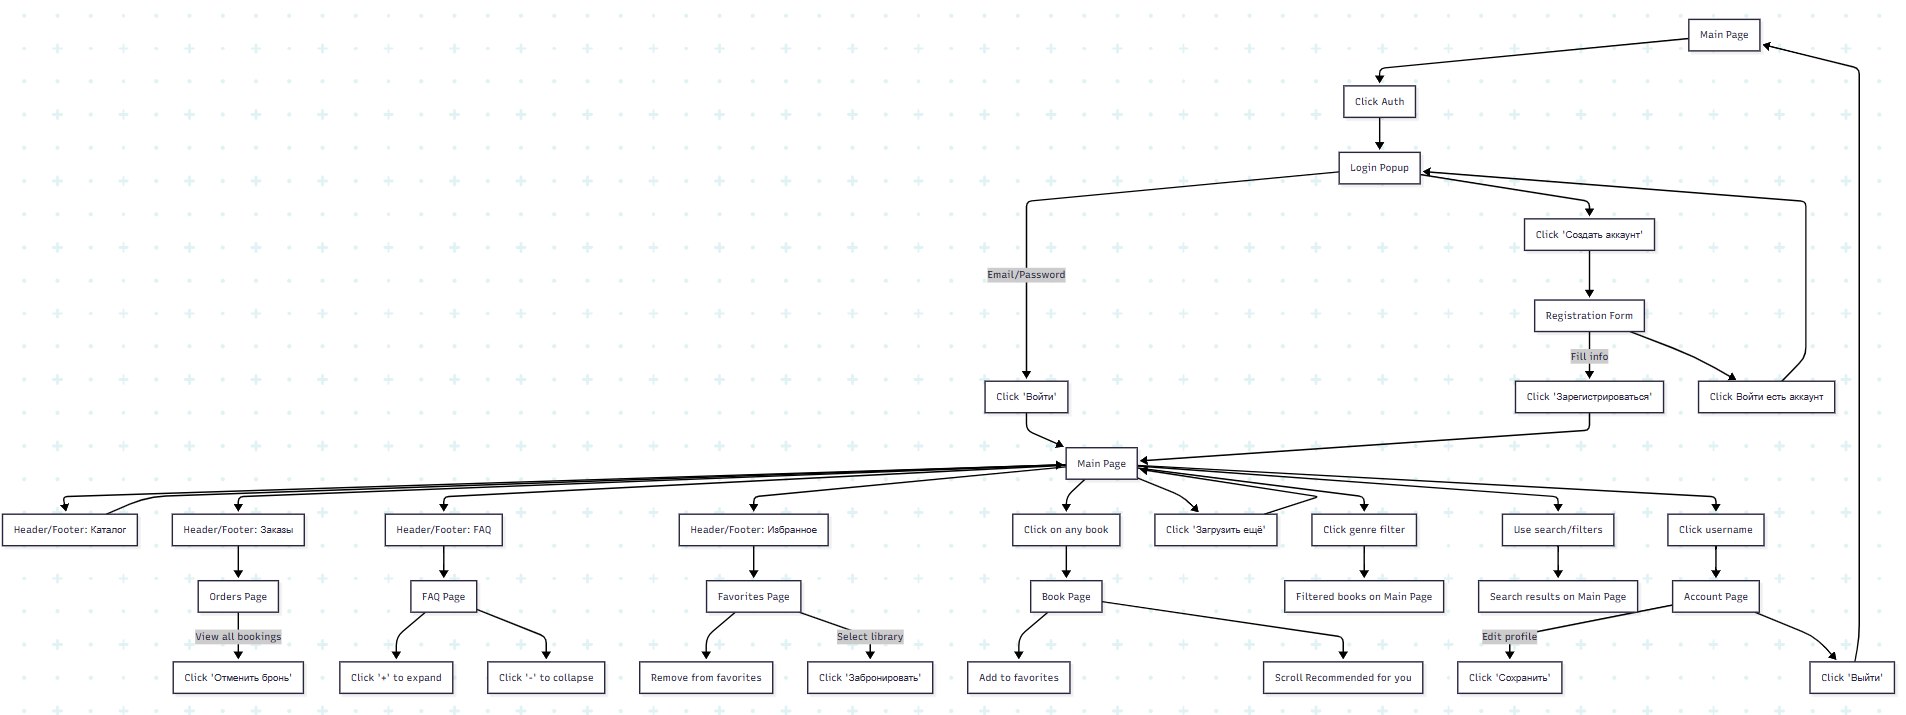 Main Page
Click Auth
Login Popup
Click 'Создать аккаунт'
Email/Password
Registration Form
Fill info
Click 'Войти'
Click 'Зарегистрироваться'
Click Войти есть аккаунт
Main Page
Header/Footer: Каталог
Header/Footer: Заказы
Header/Footer: FAQ
Header/Footer: Избранное
Click on any book
Click 'Загрузить ещё'
Click genre filter
Use search/filters
Click username
Orders Page
FAQ Page
Favorites Page
Book Page
Filtered books on Main Page
Search results on Main Page
Account Page
View all bookings
Select library
Edit profile
Click 'Отменить бронь'
Click '+' to expand
Click '-' to collapse
Remove from favorites
Click 'Забронировать'
Add to favorites
Scroll Recommended for you
Click 'Сохранить'
Click 'Выйти'